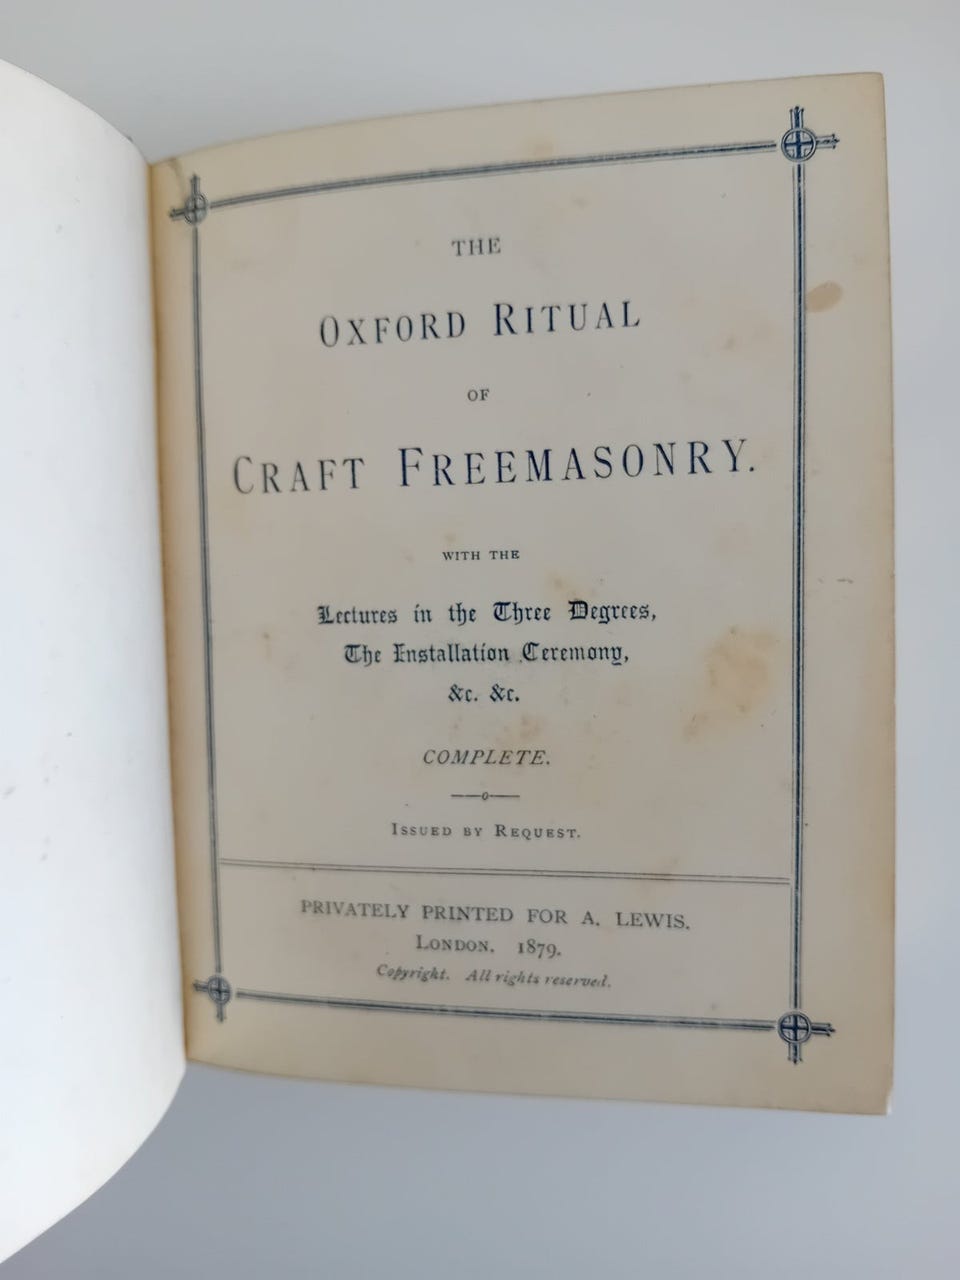 THE
OXFORD RITUAL
OF
CRAFT FREEMASONRY.
WITH THE
Lectures in the Three Degrees,
The Installation Ceremony,
&c. &c.
COMPLETE.
ISSUED BY REQUEST.
PRIVATELY PRINTED FOR A. LEWIS.
LONDON. 1879.
Copyright. All rights reserved.